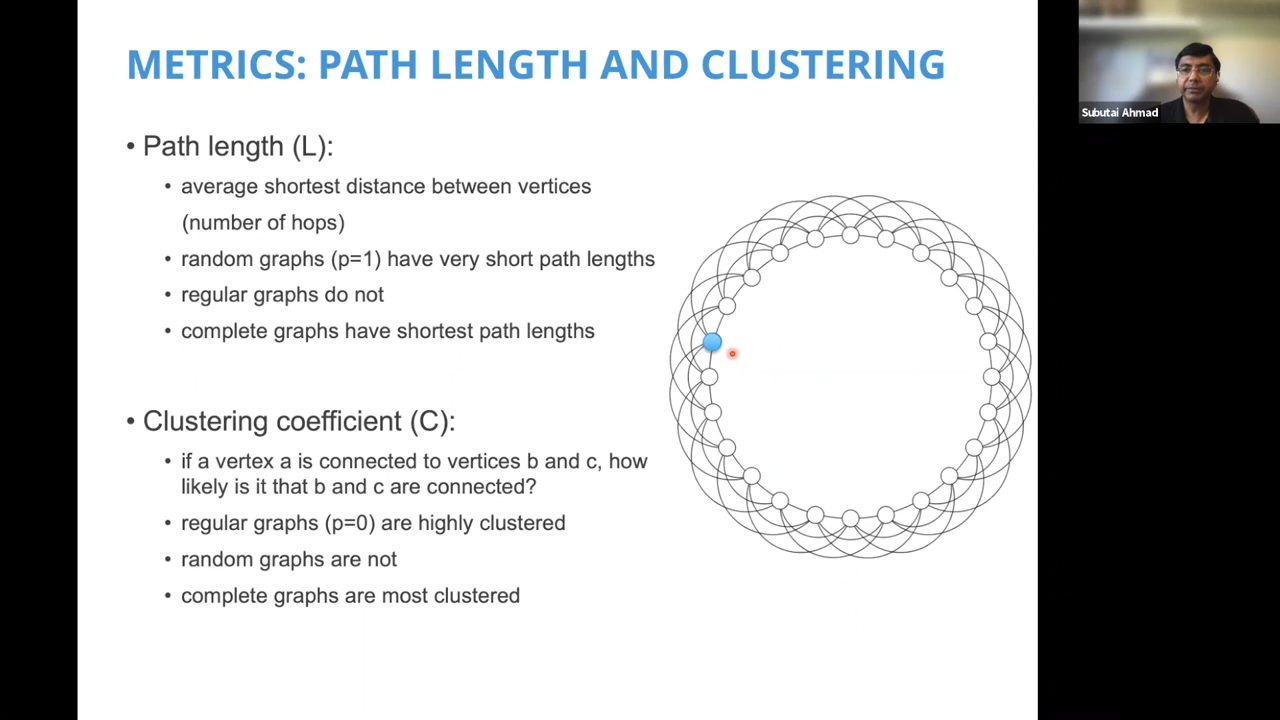 METRICS: PATH LENGTH AND CLUSTERING
Subutai Ahmad
• Path length (L):
• average shortest distance between vertices
(number of hops)
• random graphs (p=1) have very short path lengths
• regular graphs do not
• complete graphs have shortest path lengths
• Clustering coefficient (C):
• if a vertex a is connected to vertices b and c, how
likely is it that b and c are connected?
• regular graphs (p=0) are highly clustered
• random graphs are not
• complete graphs are most clustered